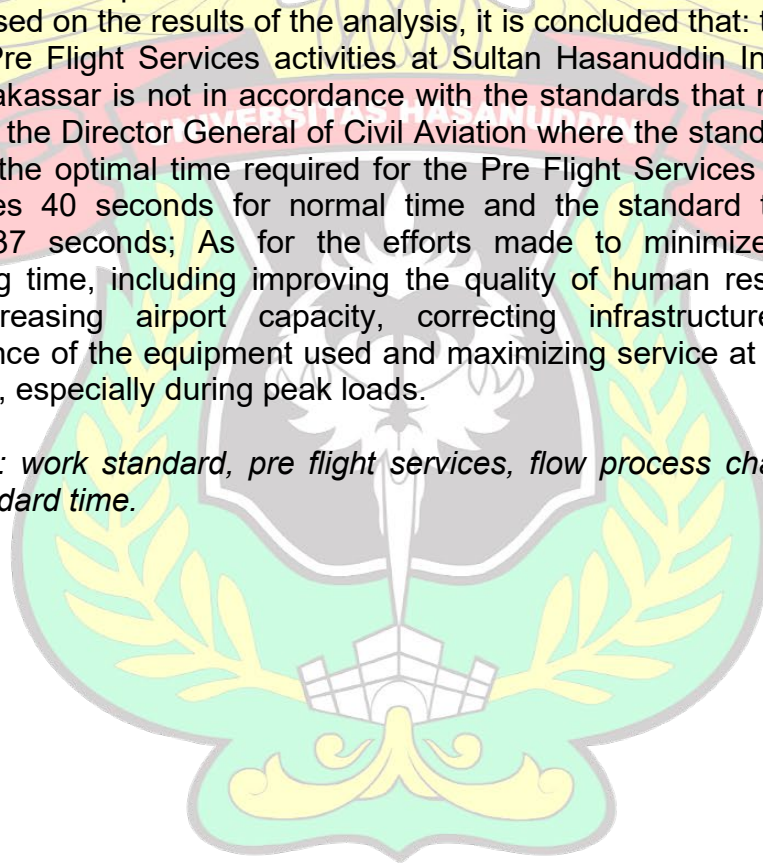 sed on the results of the analysis, it is concluded that: t
Pre Flight Services activities at Sultan Hasanuddin In
akassar is not in accordance with the standards that
UNIVERSITAS HASANUDDIN
the Director General of Civil Aviation where the stand
the optimal time required for the Pre Flight Services
es 40 seconds for normal time and the standard t
37 seconds; As for the efforts made to minimize
g time, including improving the quality of human res
reasing airport capacity, correcting infrastructure
nce of the equipment used and maximizing service at
, especially during peak loads.
: work standard, pre flight services, flow process cha
dard time.